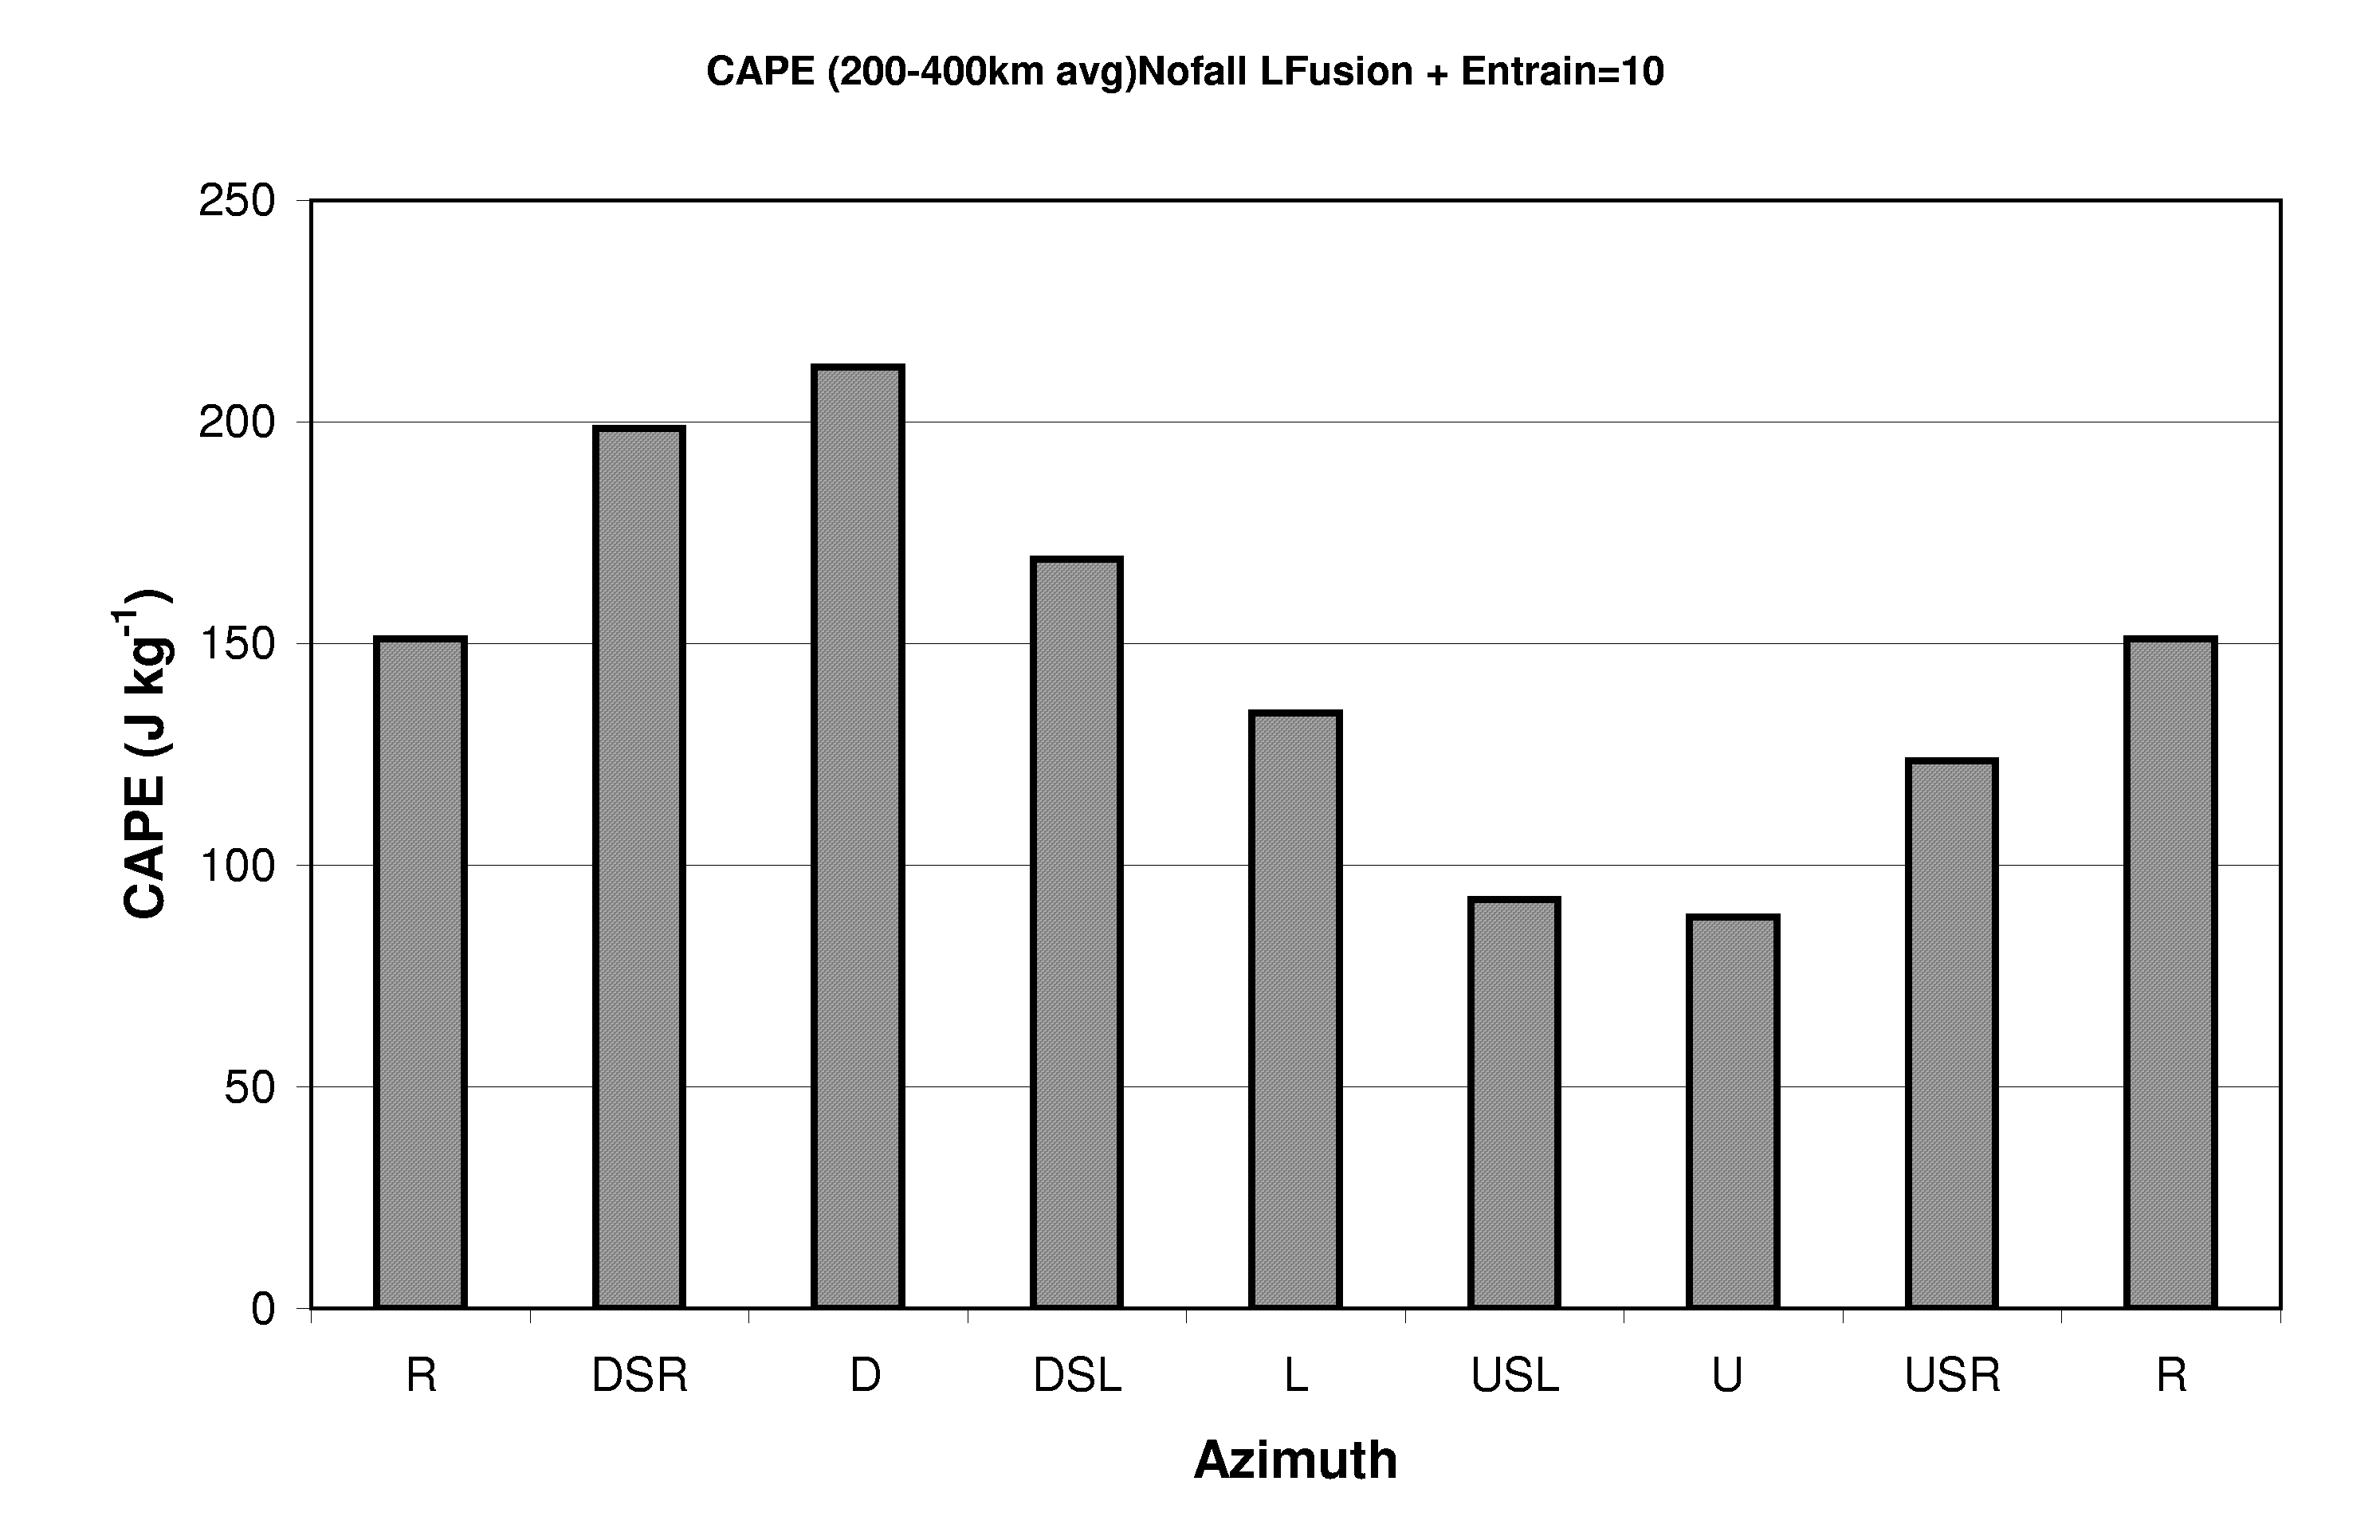 CAPE (200-400km avg)Nofall LFusion + Entrain=10
250
200
150
100
50
0
CAPE (J kg-1)
R DSR D DSL L USL U USR R
Azimuth